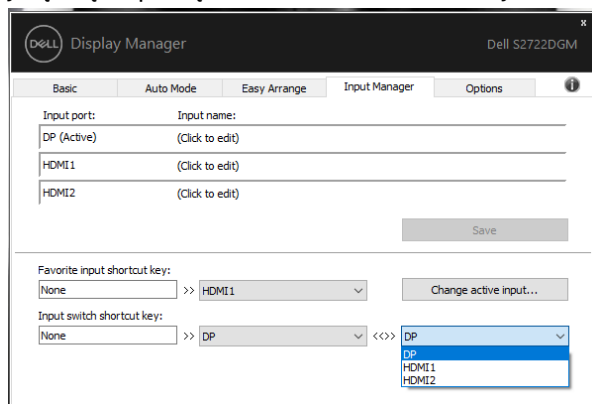 x
DELL Display Manager Dell S2722DGM
Basic Auto Mode Easy Arrange Input Manager Options i
Input port: Input name:
DP (Active) (Click to edit)
HDMI1 (Click to edit)
HDMI2 (Click to edit)
Save
Favorite input shortcut key:
None >> HDMI1 Change active input...
Input switch shortcut key:
None >> DP <<>> DP
DP
HDMI1
HDMI2